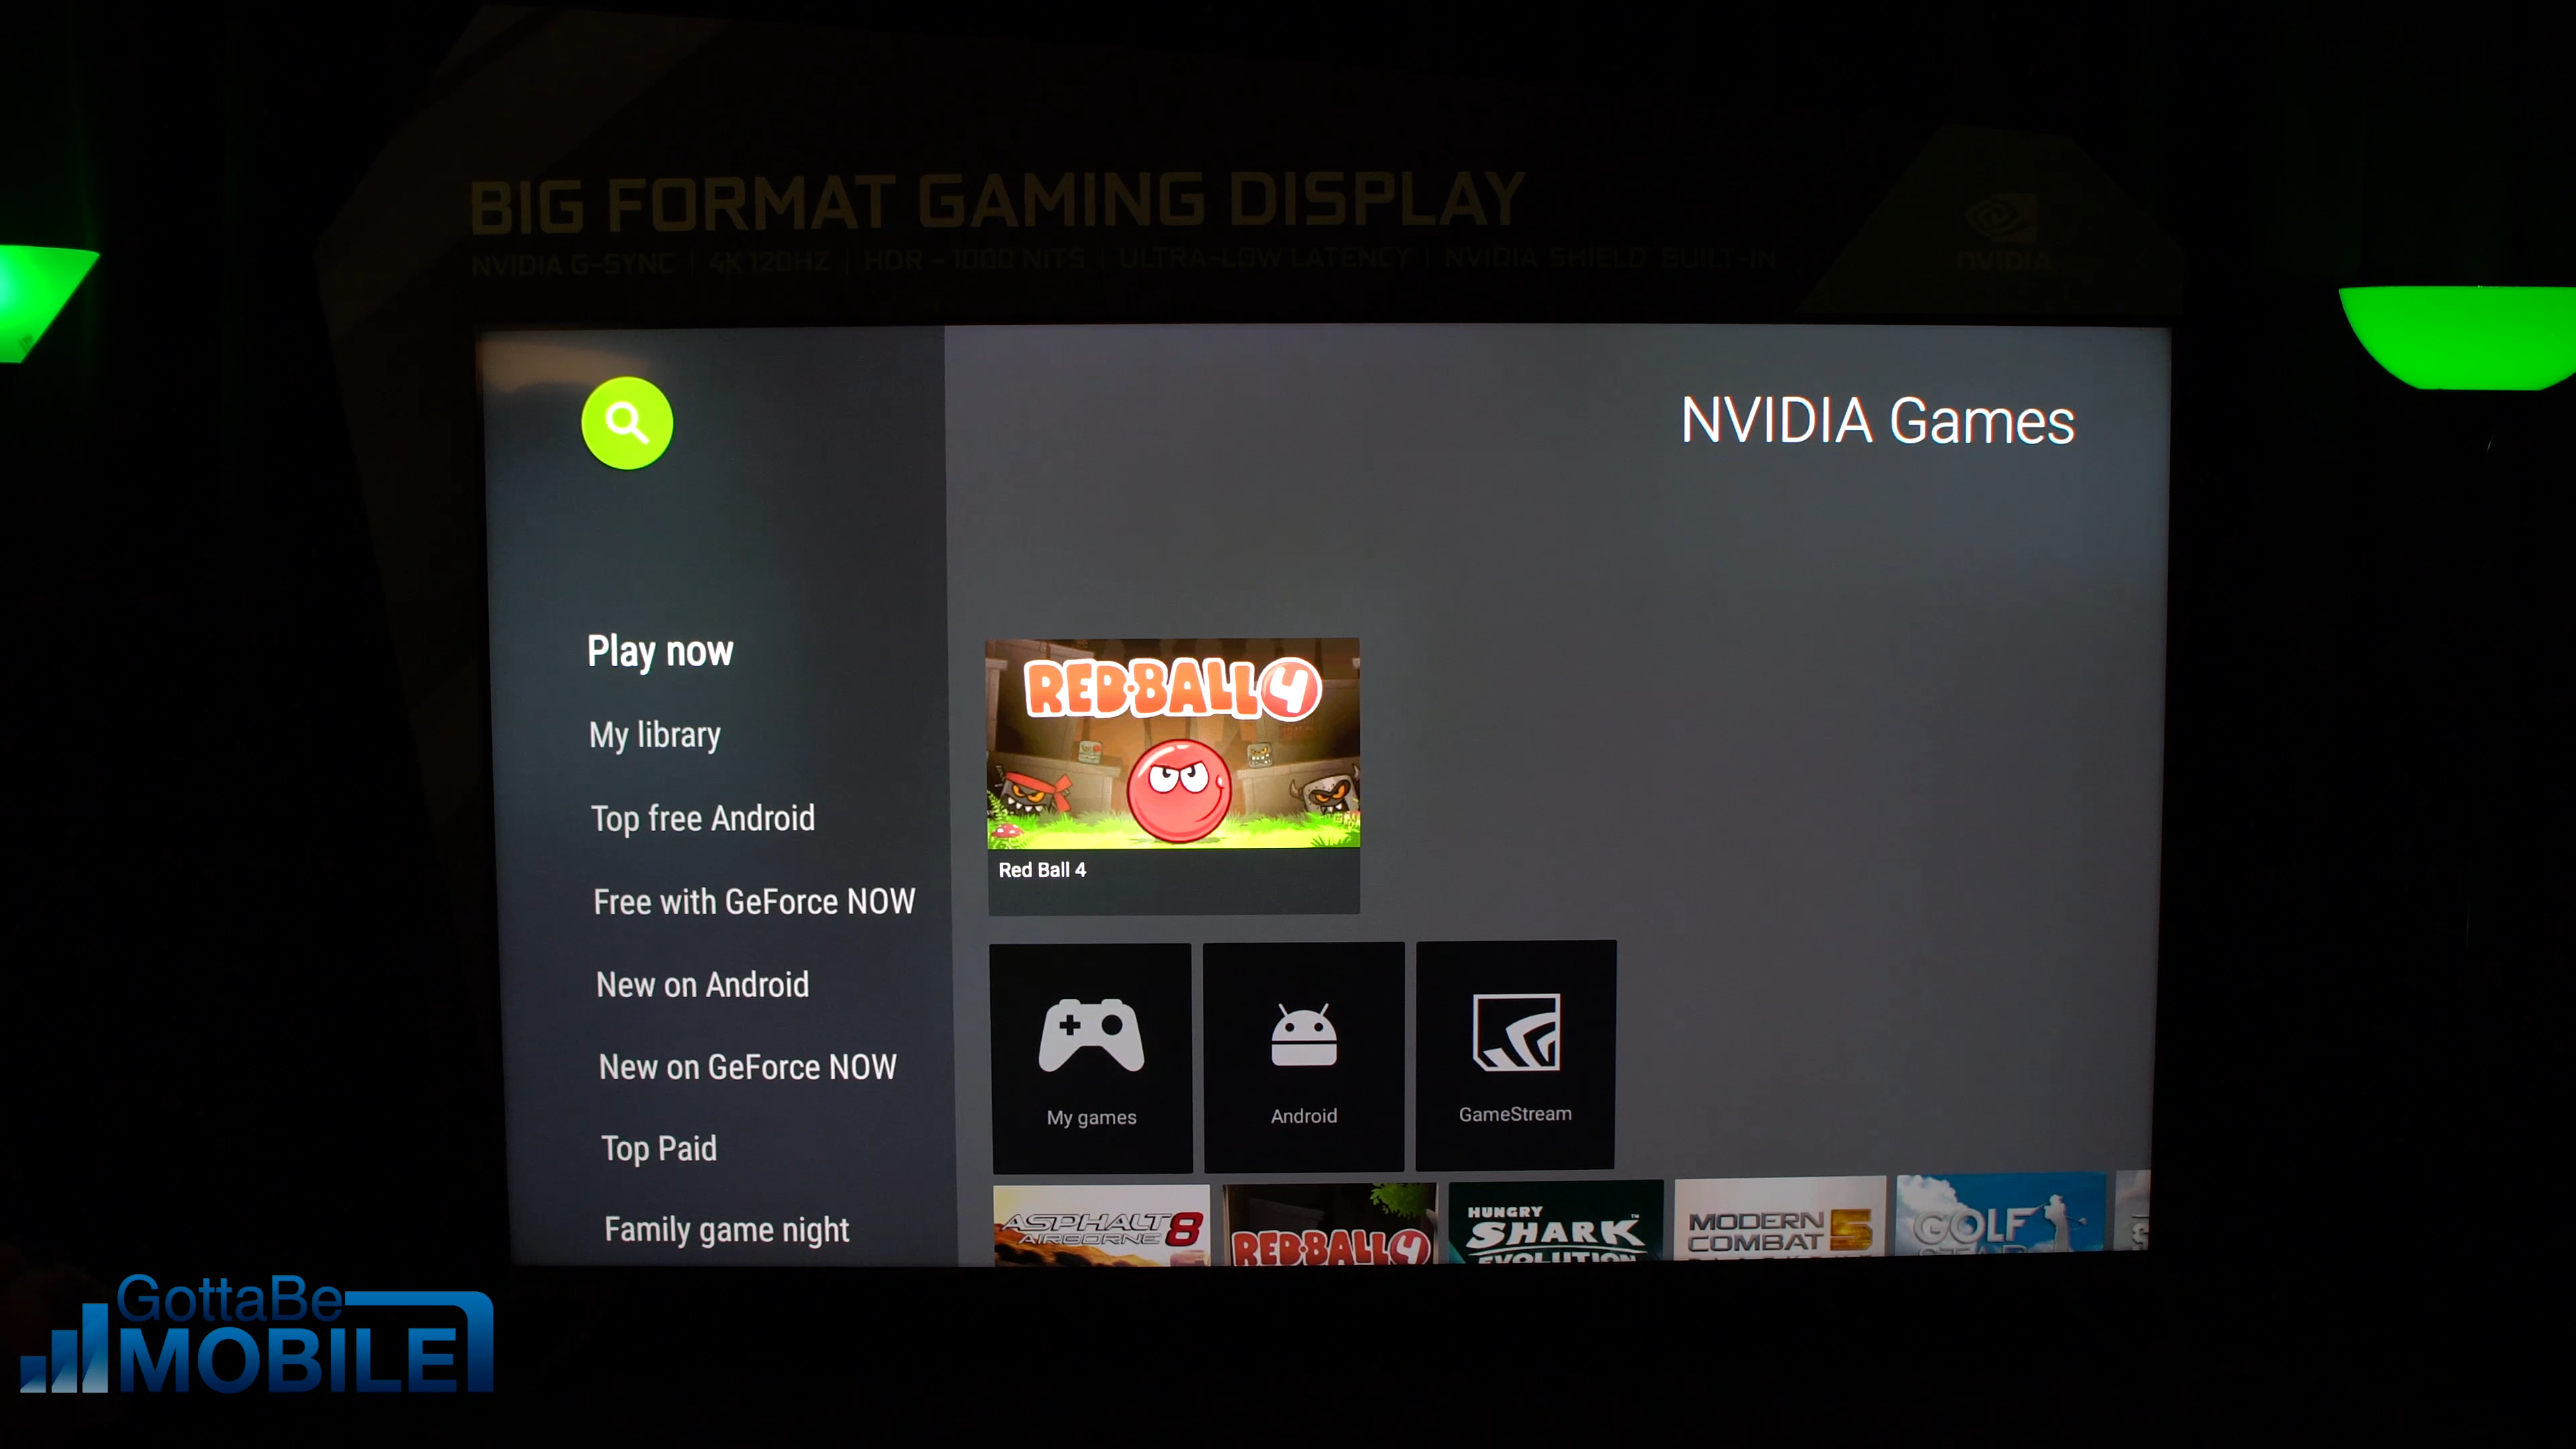 BIG FORMAT GAMING DISPLAY
NVIDIA G-SYNC | 4K 120HZ | HDR - 1000 NITS | ULTRA-LOW LATENCY | NVIDIA SHIELD BUILT-IN
NVIDIA
NVIDIA Games
Play now
My library
Top free Android
Free with GeForce NOW
New on Android
New on GeForce NOW
Top Paid
Family game night
RED BALL 4
Red Ball 4
My games
Android
GameStream
ASPHALT 8
AIRBORNE
RED BALL 4
HUNGRY
SHARK™
EVOLUTION
MODERN
COMBAT 5
GOLF
STAR
GottaBe
MOBILE